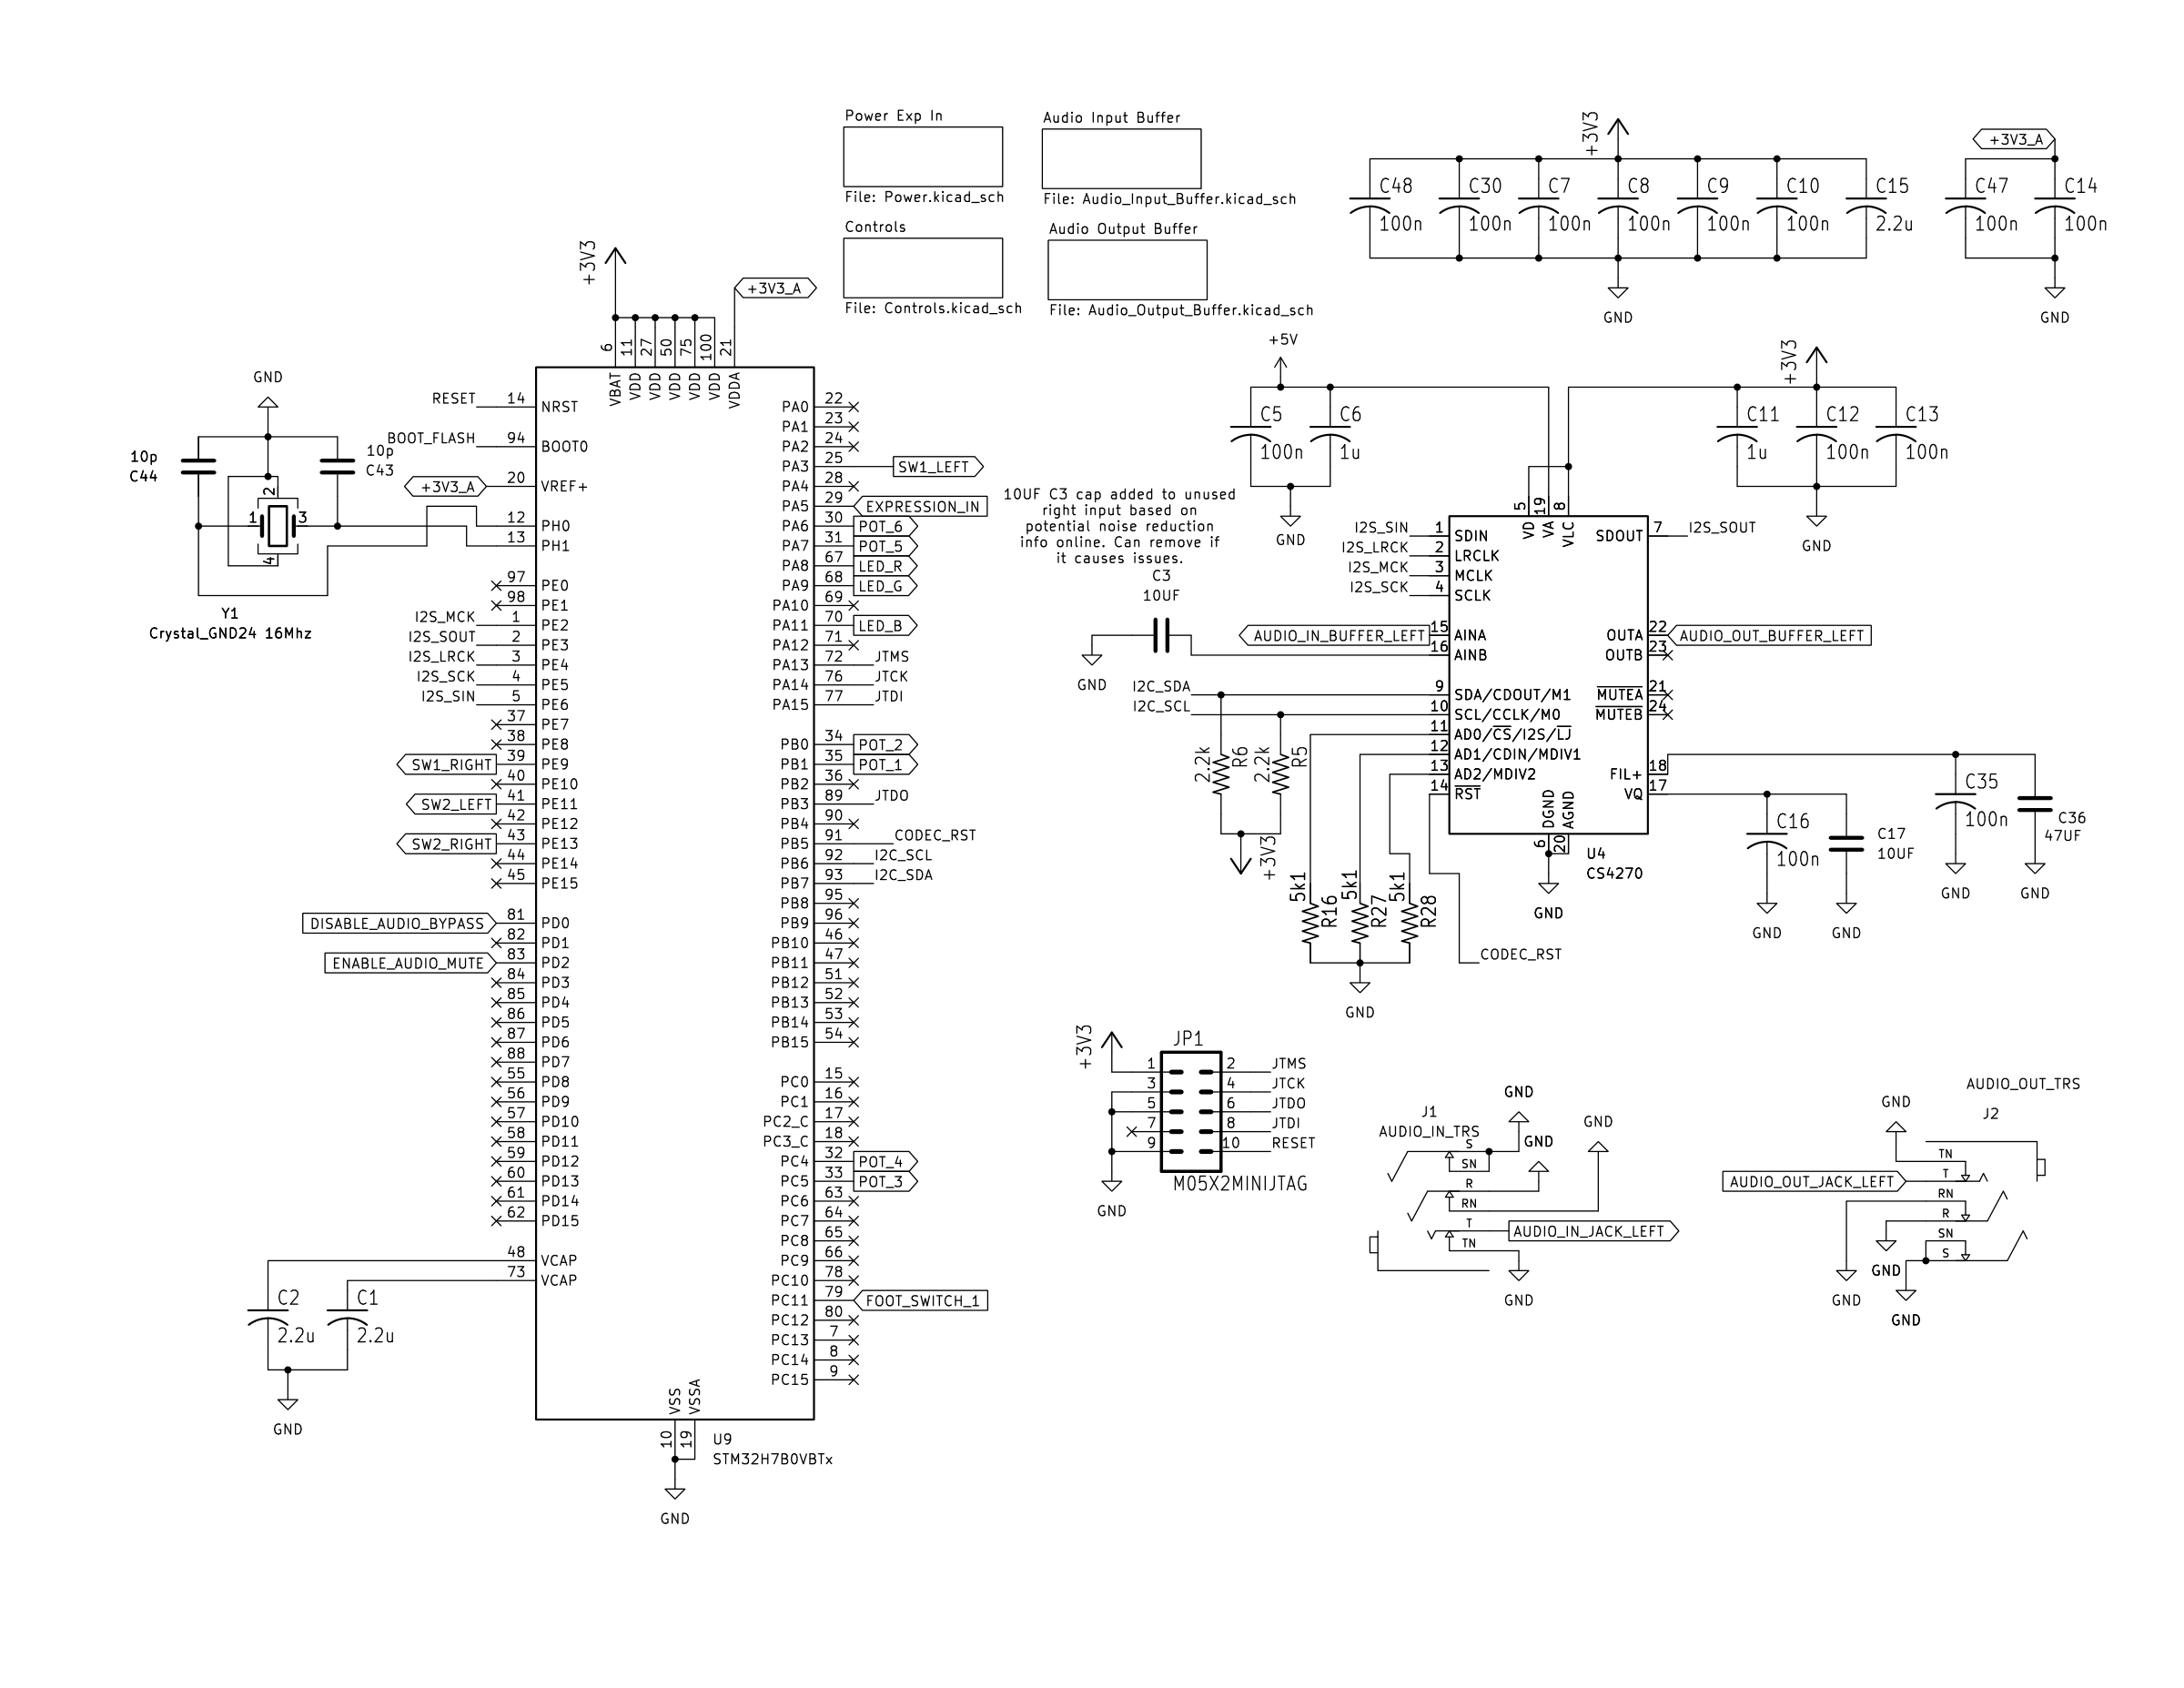 Power Exp In
File: Power.kicad_sch
Audio Input Buffer
File: Audio_Input_Buffer.kicad_sch
Controls
File: Controls.kicad_sch
Audio Output Buffer
File: Audio_Output_Buffer.kicad_sch
+3V3
C48
100n
C30
100n
C7
100n
C8
100n
C9
100n
C10
100n
C15
2.2u
GND
+3V3_A
C47
100n
C14
100n
GND
GND
10p
C44
10p
C43
1
2
3
4
Y1
Crystal_GND24 16Mhz
+3V3
+3V3_A
6 VBAT
11 VDD
27 VDD
50 VDD
75 VDD
100 VDD
21 VDDA
RESET 14 NRST
BOOT_FLASH 94 BOOT0
+3V3_A 20 VREF+
12 PH0
13 PH1
97 PE0
98 PE1
I2S_MCK 1 PE2
I2S_SOUT 2 PE3
I2S_LRCK 3 PE4
I2S_SCK 4 PE5
I2S_SIN 5 PE6
37 PE7
38 PE8
SW1_RIGHT 39 PE9
40 PE10
SW2_LEFT 41 PE11
42 PE12
SW2_RIGHT 43 PE13
44 PE14
45 PE15
DISABLE_AUDIO_BYPASS 81 PD0
82 PD1
ENABLE_AUDIO_MUTE 83 PD2
84 PD3
85 PD4
86 PD5
87 PD6
88 PD7
55 PD8
56 PD9
57 PD10
58 PD11
59 PD12
60 PD13
61 PD14
62 PD15
48 VCAP
73 VCAP
C2
2.2u
C1
2.2u
GND
PA0 22
PA1 23
PA2 24
PA3 25 SW1_LEFT
PA4 28
PA5 29 EXPRESSION_IN
PA6 30 POT_6
PA7 31 POT_5
PA8 67 LED_R
PA9 68 LED_G
PA10 69
PA11 70 LED_B
PA12 71
PA13 72 JTMS
PA14 76 JTCK
PA15 77 JTDI
PB0 34 POT_2
PB1 35 POT_1
PB2 36
PB3 89 JTDO
PB4 90
PB5 91 CODEC_RST
PB6 92 I2C_SCL
PB7 93 I2C_SDA
PB8 95
PB9 96
PB10 46
PB11 47
PB12 51
PB13 52
PB14 53
PB15 54
PC0 15
PC1 16
PC2_C 17
PC3_C 18
PC4 32 POT_4
PC5 33 POT_3
PC6 63
PC7 64
PC8 65
PC9 66
PC10 78
PC11 79 FOOT_SWITCH_1
PC12 80
PC13 7
PC14 8
PC15 9
VSS 10
VSSA 19
U9
STM32H7B0VBTx
GND
+5V
C5
100n
C6
1u
GND
+3V3
C11
1u
C12
100n
C13
100n
GND
10UF C3 cap added to unused
right input based on
potential noise reduction
info online. Can remove if
it causes issues.
C3
10UF
GND
5 VD
19 VA
8 VLC
I2S_SIN 1 SDIN
I2S_LRCK 2 LRCLK
I2S_MCK 3 MCLK
I2S_SCK 4 SCLK
AUDIO_IN_BUFFER_LEFT 15 AINA
16 AINB
I2C_SDA 9 SDA/CDOUT/M1
I2C_SCL 10 SCL/CCLK/M0
11 AD0/CS/I2S/LJ
12 AD1/CDIN/MDIV1
13 AD2/MDIV2
14 RST
SDOUT 7 I2S_SOUT
OUTA 22 AUDIO_OUT_BUFFER_LEFT
OUTB 23
MUTEA 21
MUTEB 24
FIL+ 18
VQ 17
DGND 6
AGND 20
U4
CS4270
GND
2.2k
R6
2.2k
R5
+3V3
5k1
R16
5k1
R27
5k1
R28
GND
CODEC_RST
C16
100n
GND
C17
10UF
GND
C35
100n
GND
C36
47UF
GND
+3V3
JP1
1 2 JTMS
3 4 JTCK
5 6 JTDO
7 8 JTDI
9 10 RESET
M05X2MINIJTAG
GND
J1
AUDIO_IN_TRS
GND
GND
GND
S
SN
R
RN
T
TN
AUDIO_IN_JACK_LEFT
GND
AUDIO_OUT_TRS
J2
GND
TN
AUDIO_OUT_JACK_LEFT
T
RN
R
SN
S
GND
GND
GND